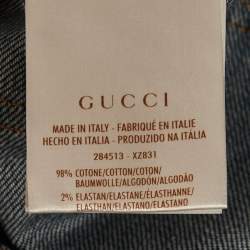 GUCCI
MADE IN ITALY - FABRIQUÉ EN ITALIE
HECHO EN ITALIA - PRODUZIDO NA ITÁLIA
284513 - XZB31
98% COTONE/COTTON/COTON/
BAUMWOLLE/ALGODÓN/ALGODÃO
2% ELASTAN/ELASTANE/ÉLASTHANNE/
ELASTHAN/ELASTANO/ELASTANO